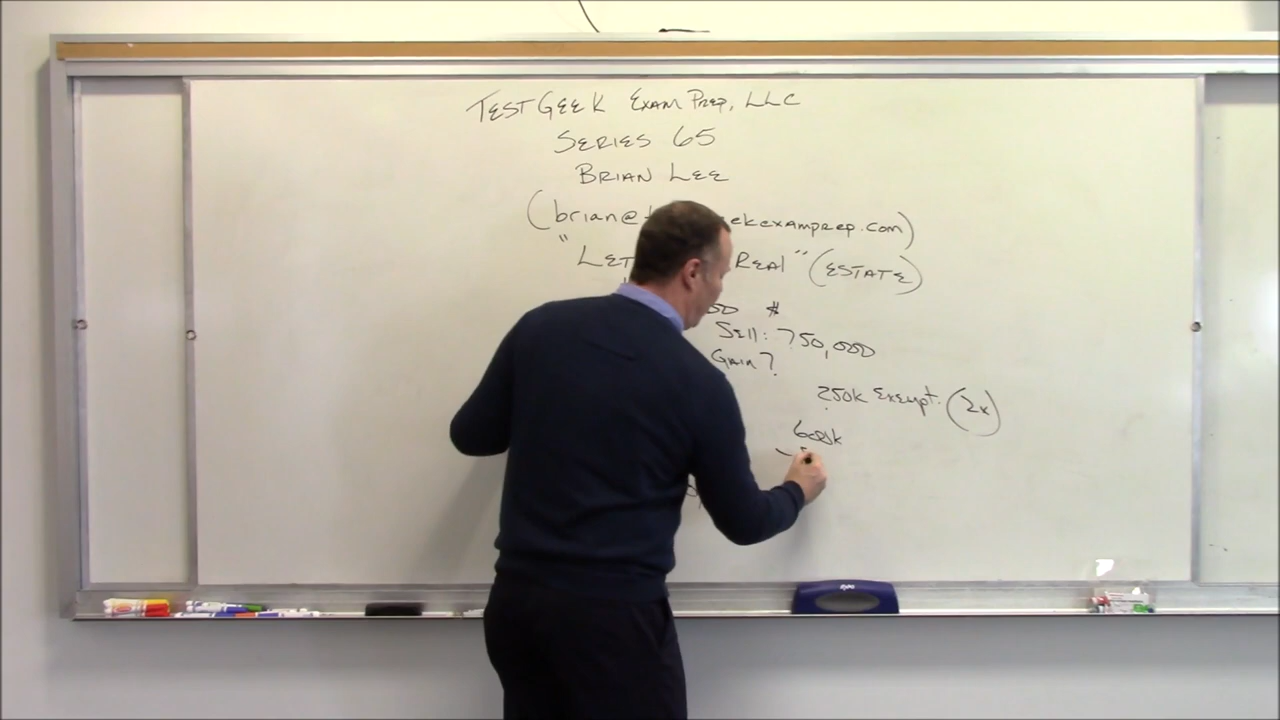 TESTGEEK EXAM PREP, LLC
SERIES 65
BRIAN LEE
(brian@t ekexamprep.com)
"LET REAL" (ESTATE)
$
Sell: 750,000
Gain?
250k Exempt. (2x)
600k